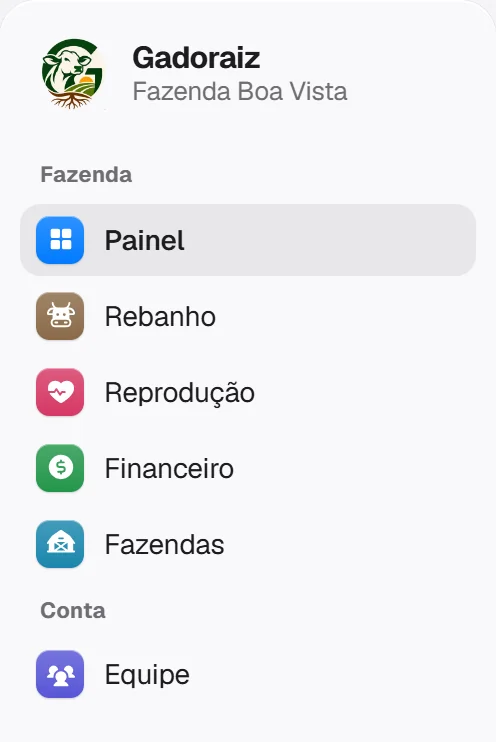 Gadoraiz
Fazenda Boa Vista
Fazenda
Painel
Rebanho
Reprodução
Financeiro
Fazendas
Conta
Equipe